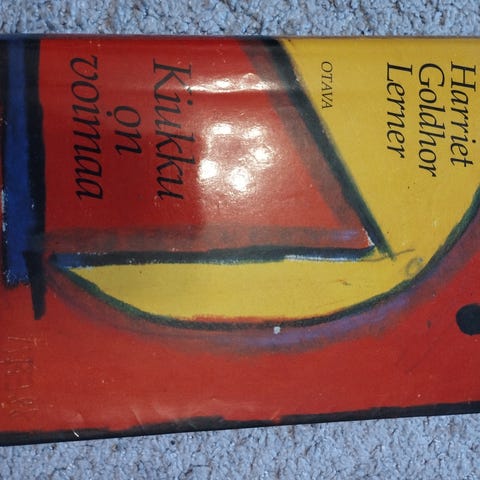 Harriet
Goldhor
Lerner
OTAVA
Kiukku
on
voimaa